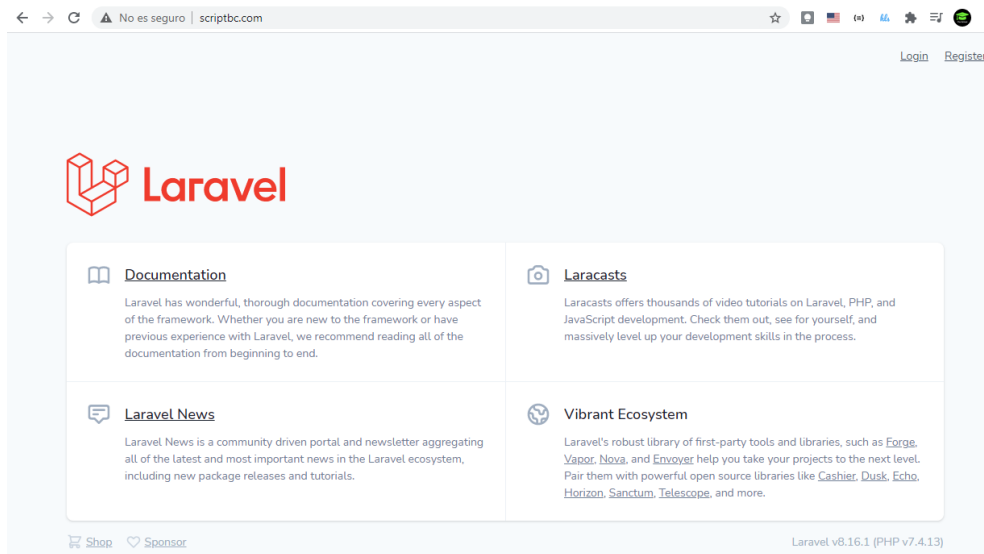 No es seguro | scriptbc.com
Login Register
Laravel
Documentation
Laravel has wonderful, thorough documentation covering every aspect
of the framework. Whether you are new to the framework or have
previous experience with Laravel, we recommend reading all of the
documentation from beginning to end.
Laracasts
Laracasts offers thousands of video tutorials on Laravel, PHP, and
JavaScript development. Check them out, see for yourself, and
massively level up your development skills in the process.
Laravel News
Laravel News is a community driven portal and newsletter aggregating
all of the latest and most important news in the Laravel ecosystem,
including new package releases and tutorials.
Vibrant Ecosystem
Laravel's robust library of first-party tools and libraries, such as Forge,
Vapor, Nova, and Envoyer help you take your projects to the next level.
Pair them with powerful open source libraries like Cashier, Dusk, Echo,
Horizon, Sanctum, Telescope, and more.
Shop Sponsor
Laravel v8.16.1 (PHP v7.4.13)